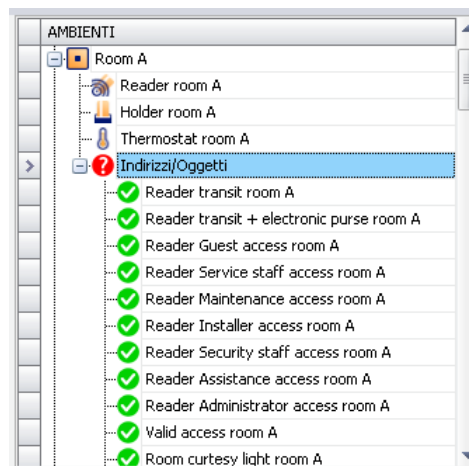 AMBIENTI
Room A
Reader room A
Holder room A
Thermostat room A
Indirizzi/Oggetti
Reader transit room A
Reader transit + electronic purse room A
Reader Guest access room A
Reader Service staff access room A
Reader Maintenance access room A
Reader Installer access room A
Reader Security staff access room A
Reader Assistance access room A
Reader Administrator access room A
Valid access room A
Room curtesy light room A